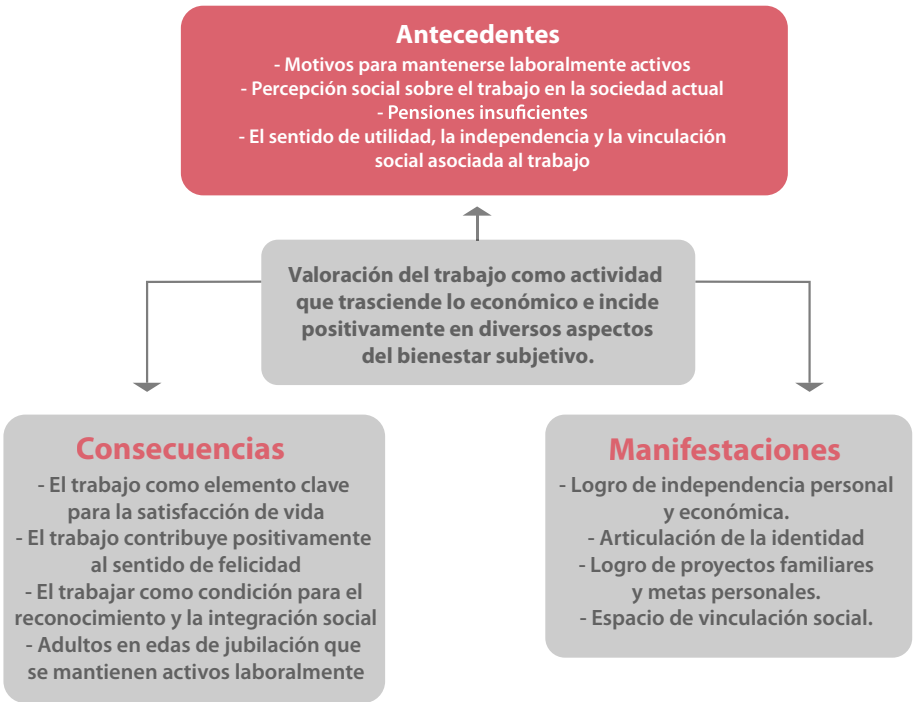 Antecedentes
- Motivos para mantenerse laboralmente activos
- Percepción social sobre el trabajo en la sociedad actual
- Pensiones insuficientes
- El sentido de utilidad, la independencia y la vinculación
social asociada al trabajo
Valoración del trabajo como actividad
que trasciende lo económico e incide
positivamente en diversos aspectos
del bienestar subjetivo.
Consecuencias
- El trabajo como elemento clave
para la satisfacción de vida
- El trabajo contribuye positivamente
al sentido de felicidad
- El trabajar como condición para el
reconocimiento y la integración social
- Adultos en edas de jubilación que
se mantienen activos laboralmente
Manifestaciones
- Logro de independencia personal
y económica.
- Articulación de la identidad
- Logro de proyectos familiares
y metas personales.
- Espacio de vinculación social.